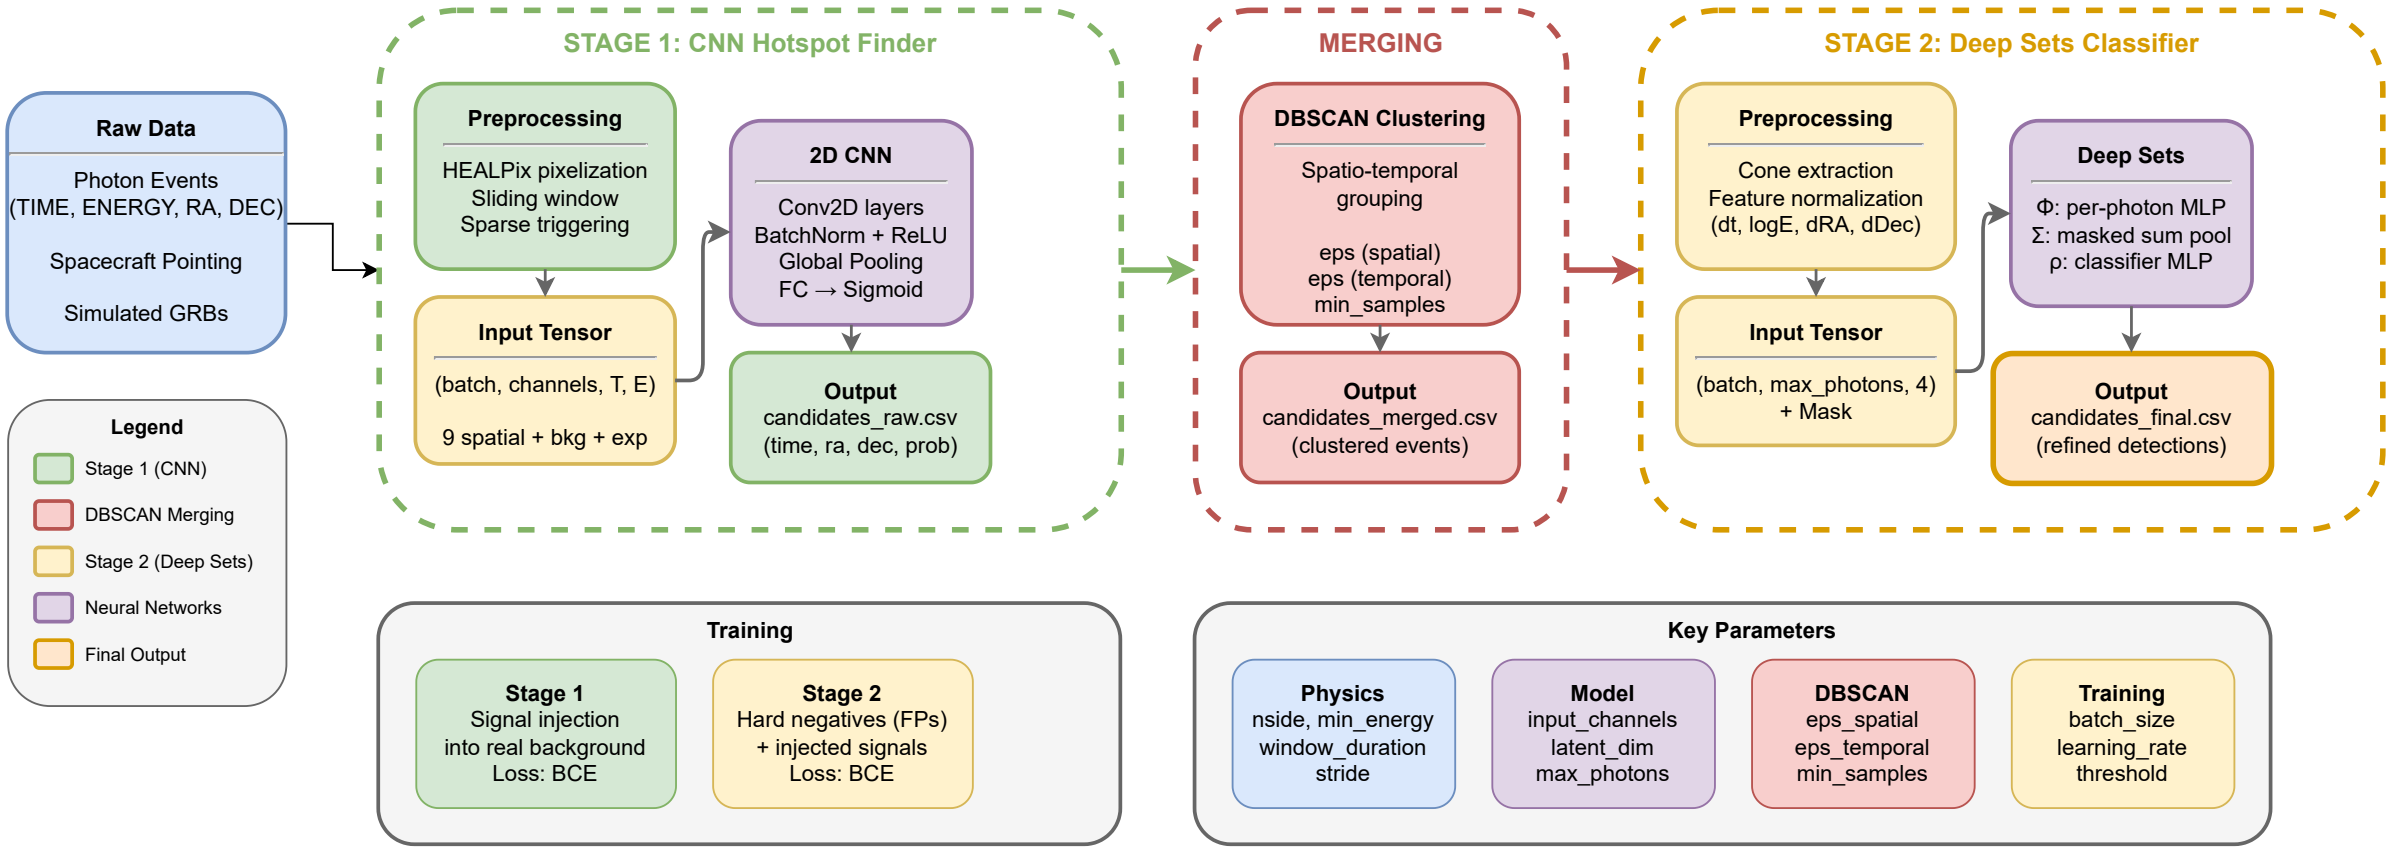 Raw Data
Photon Events
(TIME, ENERGY, RA, DEC)
Spacecraft Pointing
Simulated GRBs
Legend
Stage 1 (CNN)
DBSCAN Merging
Stage 2 (Deep Sets)
Neural Networks
Final Output
STAGE 1: CNN Hotspot Finder
Preprocessing
HEALPix pixelization
Sliding window
Sparse triggering
Input Tensor
(batch, channels, T, E)
9 spatial + bkg + exp
2D CNN
Conv2D layers
BatchNorm + ReLU
Global Pooling
FC → Sigmoid
Output
candidates_raw.csv
(time, ra, dec, prob)
MERGING
DBSCAN Clustering
Spatio-temporal
grouping
eps (spatial)
eps (temporal)
min_samples
Output
candidates_merged.csv
(clustered events)
STAGE 2: Deep Sets Classifier
Preprocessing
Cone extraction
Feature normalization
(dt, logE, dRA, dDec)
Input Tensor
(batch, max_photons, 4)
+ Mask
Deep Sets
Φ: per-photon MLP
Σ: masked sum pool
ρ: classifier MLP
Output
candidates_final.csv
(refined detections)
Training
Stage 1
Signal injection
into real background
Loss: BCE
Stage 2
Hard negatives (FPs)
+ injected signals
Loss: BCE
Key Parameters
Physics
nside, min_energy
window_duration
stride
Model
input_channels
latent_dim
max_photons
DBSCAN
eps_spatial
eps_temporal
min_samples
Training
batch_size
learning_rate
threshold